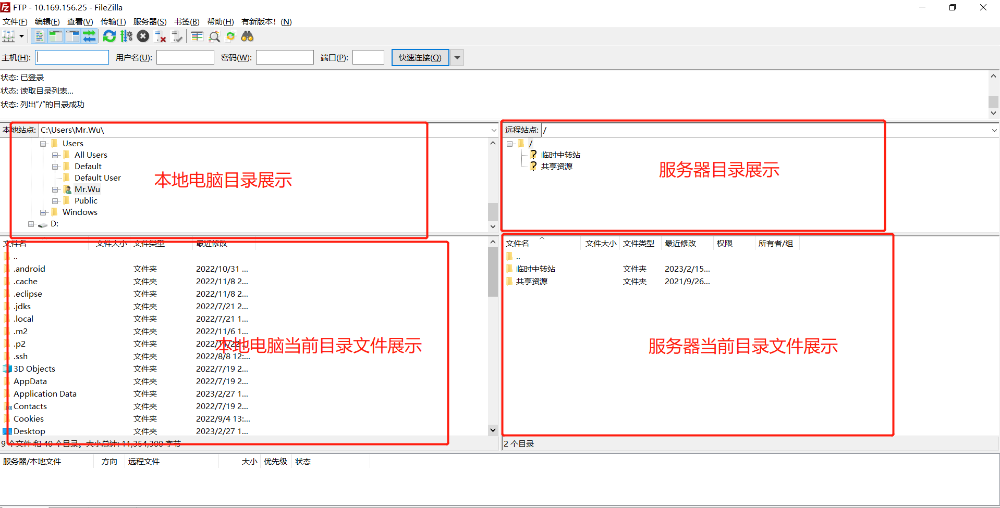 FTP - 10.169.156.25 - FileZilla
文件(F) 编辑(E) 查看(V) 传输(T) 服务器(S) 书签(B) 帮助(H) 有新版本！(N)
主机(H): 用户名(U): 密码(W): 端口(P): 快速连接(Q)
状态: 已登录
状态: 读取目录列表...
状态: 列出“/”的目录成功
本地站点: C:\Users\Mr.Wu\
Users
All Users
Default
Default User
Mr.Wu
Public
Windows
D:
本地电脑目录展示
远程站点: /
/
临时中转站
共享资源
服务器目录展示
文件名 文件大小 文件类型 最近修改
..
.android 文件夹 2022/10/31 ...
.cache 文件夹 2022/11/8 2...
.eclipse 文件夹 2022/11/8 2...
.jdks 文件夹 2022/7/21 2...
.local 文件夹 2022/7/21 1...
.m2 文件夹 2022/11/6 1...
.p2 文件夹 2022/11/22 ...
.ssh 文件夹 2022/8/8 12:...
3D Objects 文件夹 2022/7/19 2...
AppData 文件夹 2022/7/19 2...
Application Data 文件夹 2023/2/27 1...
Contacts 文件夹 2022/7/19 2...
Cookies 文件夹 2022/9/4 13:...
Desktop 文件夹 2023/2/27 1...
本地电脑当前目录文件展示
9 个文件 和 40 个目录。大小总计: 11,354,300 字节
文件名 文件大小 文件类型 最近修改 权限 所有者/组
..
临时中转站 文件夹 2023/2/15...
共享资源 文件夹 2021/9/26...
服务器当前目录文件展示
2 个目录
服务器/本地文件 方向 远程文件 大小 优先级 状态